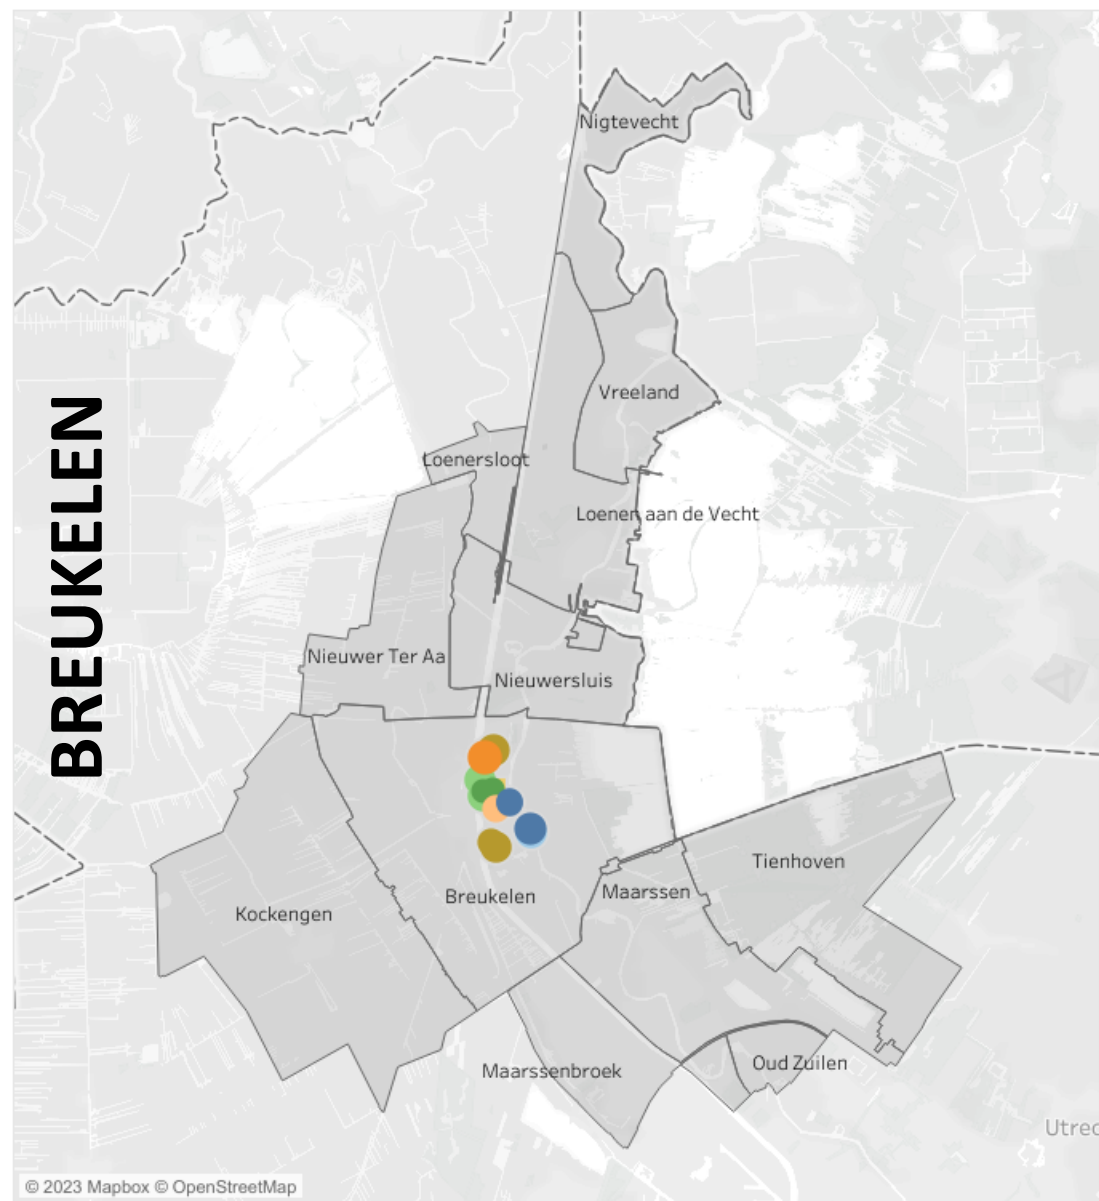 Nigtevecht
Vreeland
BREUKELEN
Loenersloot
Loenen aan de Vecht
Nieuwer Ter Aa
Nieuwersluis
Tienhoven
Maarssen
Breukelen
Kockengen
Oud Zuilen
Maarssenbroek
Utrec
© 2023 Mapbox © OpenStreetMap